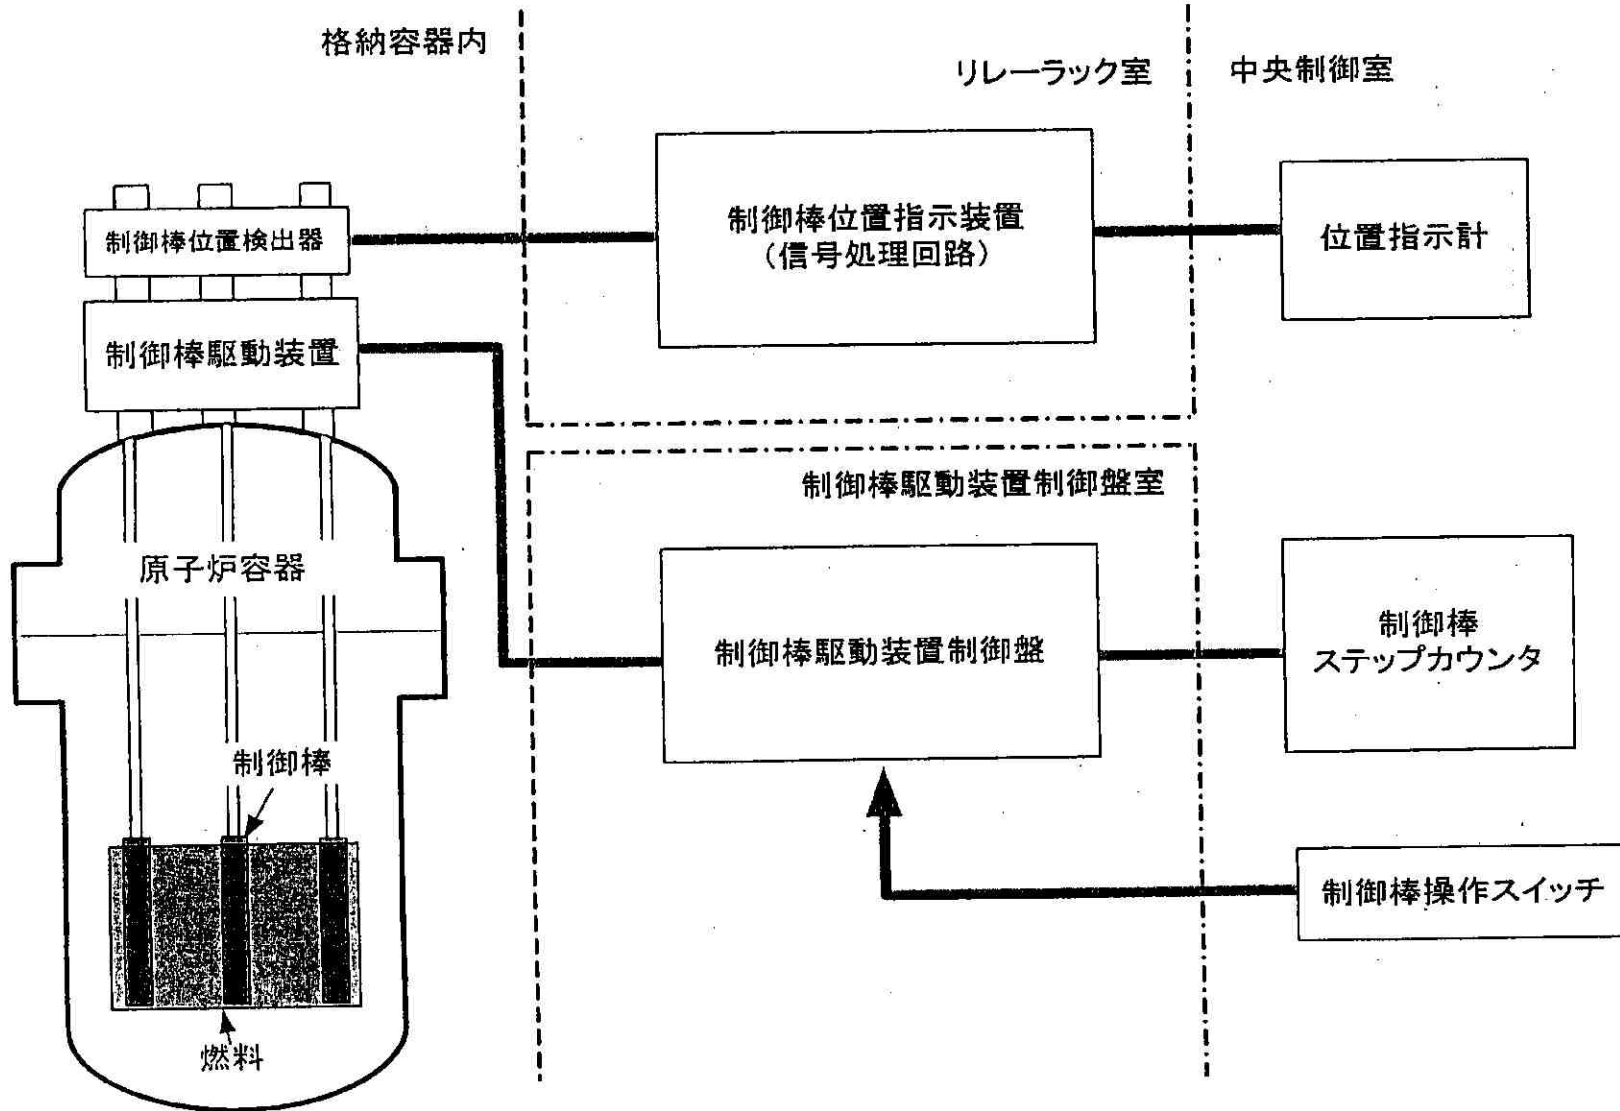 格納容器内
リレーラック室
中央制御室
制御棒位置検出器
制御棒位置指示装置
(信号処理回路)
位置指示計
制御棒駆動装置
制御棒駆動装置制御盤室
原子炉容器
制御棒駆動装置制御盤
制御棒
ステップカウンタ
制御棒
制御棒操作スイッチ
燃料